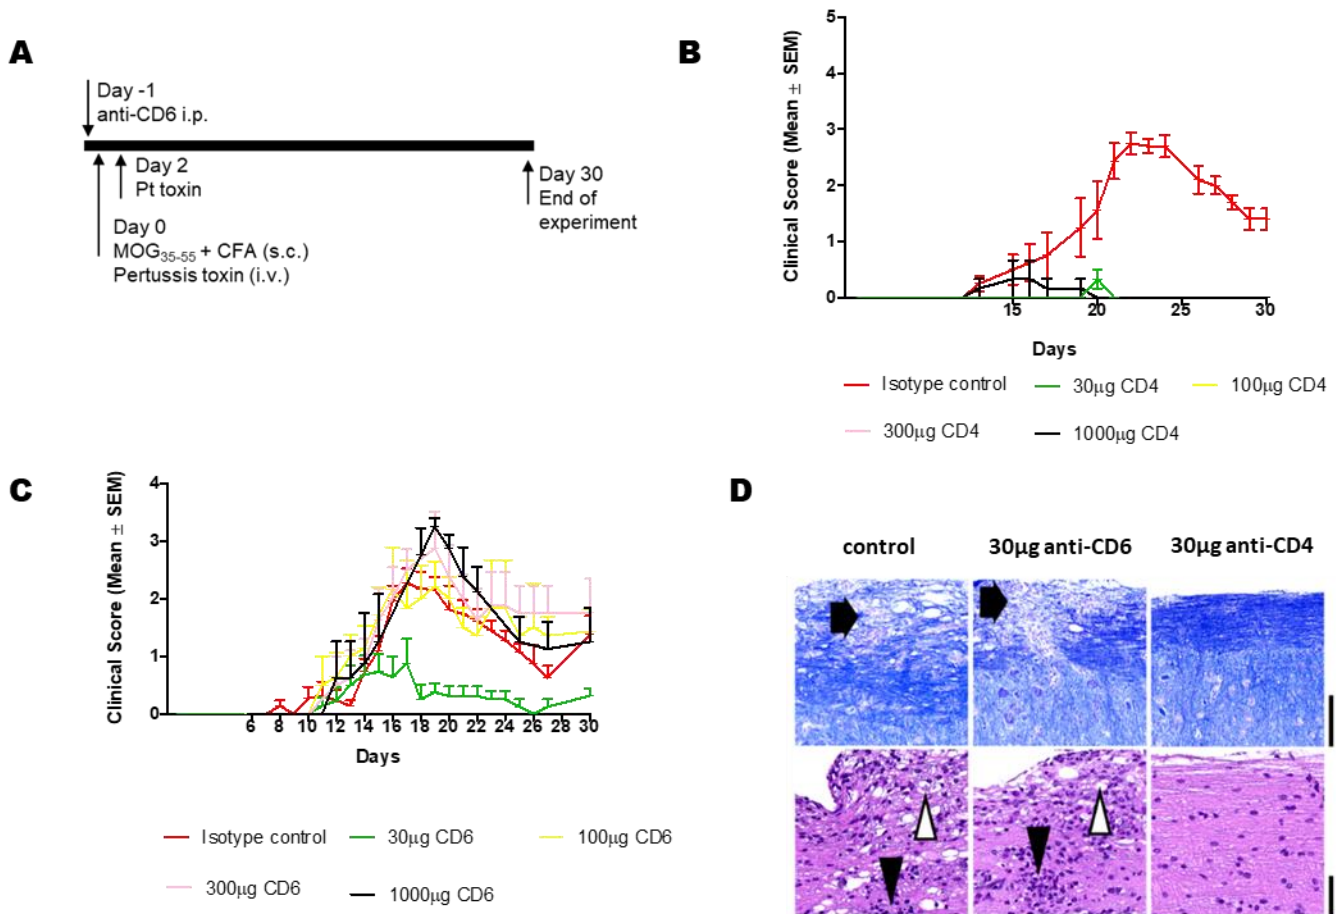 A
Day -1
anti-CD6 i.p.
Day 2
Pt toxin
Day 0
MOG35-55 + CFA (s.c.)
Pertussis toxin (i.v.)
Day 30
End of
experiment
B
Clinical Score (Mean ± SEM)
5
4
3
2
1
0
15 20 25 30
Days
Isotype control 30µg CD4 100µg CD4
300µg CD4 1000µg CD4
C
Clinical Score (Mean ± SEM)
4
3
2
1
0
6 8 10 12 14 16 18 20 22 24 26 28 30
Days
Isotype control 30µg CD6 100µg CD6
300µg CD6 1000µg CD6
D
control 30µg anti-CD6 30µg anti-CD4